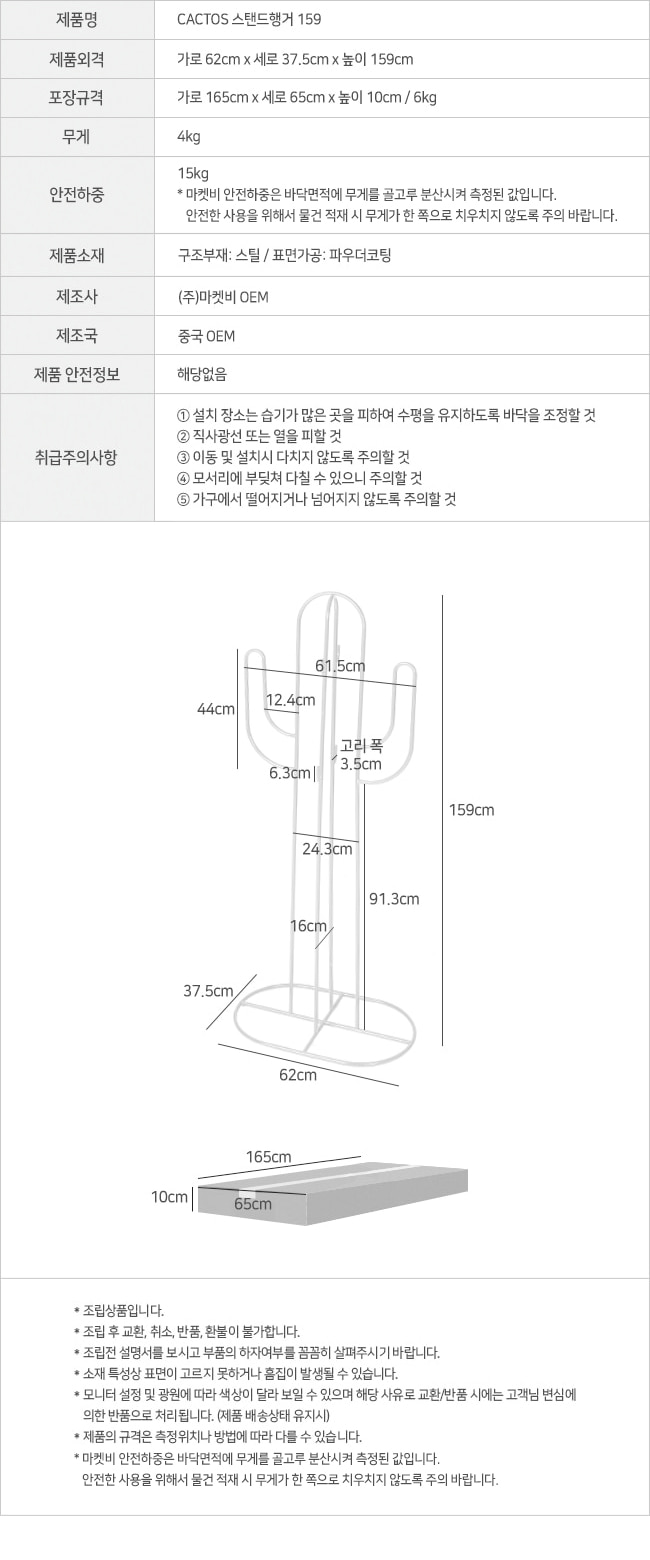 제품명
CACTOS 스탠드행거 159
제품외격
가로 62cm x 세로 37.5cm x 높이 159cm
포장규격
가로 165cm x 세로 65cm x 높이 10cm / 6kg
무게
4kg
안전하중
15kg
* 마켓비 안전하중은 바닥면적에 무게를 골고루 분산시켜 측정된 값입니다.
안전한 사용을 위해서 물건 적재 시 무게가 한 쪽으로 치우치지 않도록 주의 바랍니다.
제품소재
구조부재: 스틸 / 표면가공: 파우더코팅
제조사
(주)마켓비 OEM
제조국
중국 OEM
제품 안전정보
해당없음
취급주의사항
① 설치 장소는 습기가 많은 곳을 피하여 수평을 유지하도록 바닥을 조정할 것
② 직사광선 또는 열을 피할 것
③ 이동 및 설치시 다치지 않도록 주의할 것
④ 모서리에 부딪쳐 다칠 수 있으니 주의할 것
⑤ 가구에서 떨어지거나 넘어지지 않도록 주의할 것
61.5cm
12.4cm
44cm
고리 폭
3.5cm
6.3cm
159cm
24.3cm
91.3cm
16cm
37.5cm
62cm
165cm
10cm
65cm
* 조립상품입니다.
* 조립 후 교환, 취소, 반품, 환불이 불가합니다.
* 조립전 설명서를 보시고 부품의 하자여부를 꼼꼼히 살펴주시기 바랍니다.
* 소재 특성상 표면이 고르지 못하거나 흠집이 발생될 수 있습니다.
* 모니터 설정 및 광원에 따라 색상이 달라 보일 수 있으며 해당 사유로 교환/반품 시에는 고객님 변심에
의한 반품으로 처리됩니다. (제품 배송상태 유지시)
* 제품의 규격은 측정위치나 방법에 따라 다를 수 있습니다.
* 마켓비 안전하중은 바닥면적에 무게를 골고루 분산시켜 측정된 값입니다.
안전한 사용을 위해서 물건 적재 시 무게가 한 쪽으로 치우치지 않도록 주의 바랍니다.